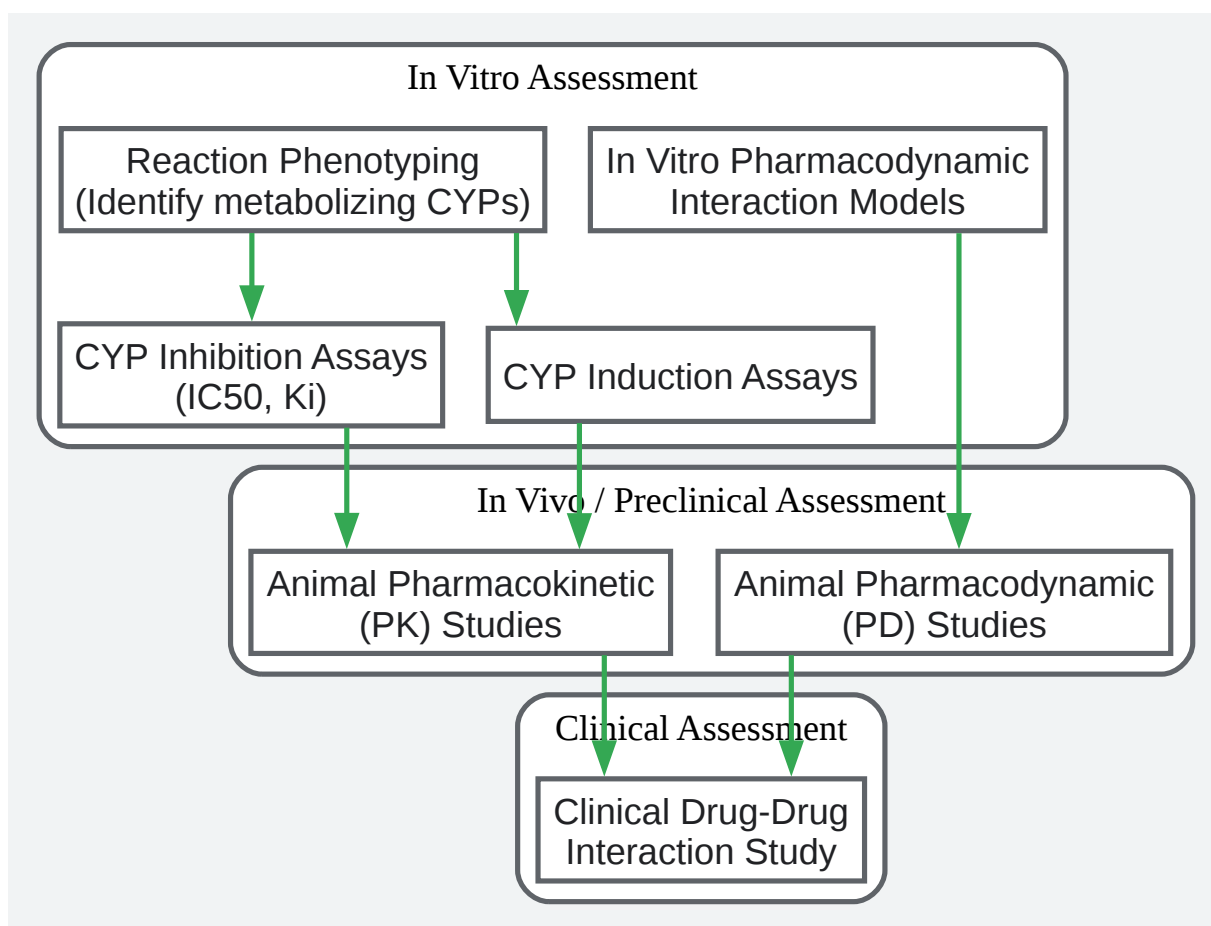 In Vitro Assessment
Reaction Phenotyping
(Identify metabolizing CYPs)
In Vitro Pharmacodynamic
Interaction Models
CYP Inhibition Assays
(IC50, Ki)
CYP Induction Assays
In Vivo / Preclinical Assessment
Animal Pharmacokinetic
(PK) Studies
Animal Pharmacodynamic
(PD) Studies
Clinical Assessment
Clinical Drug-Drug
Interaction Study